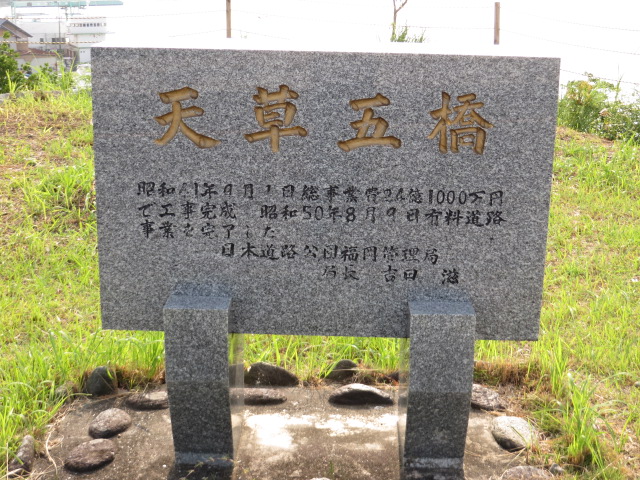 天草五橋
昭和41年9月1日総事業費24億1000万円
で工事完成 昭和50年8月9日有料道路
事業を完了した
日本道路公団福岡管理局
局長 吉田 滋